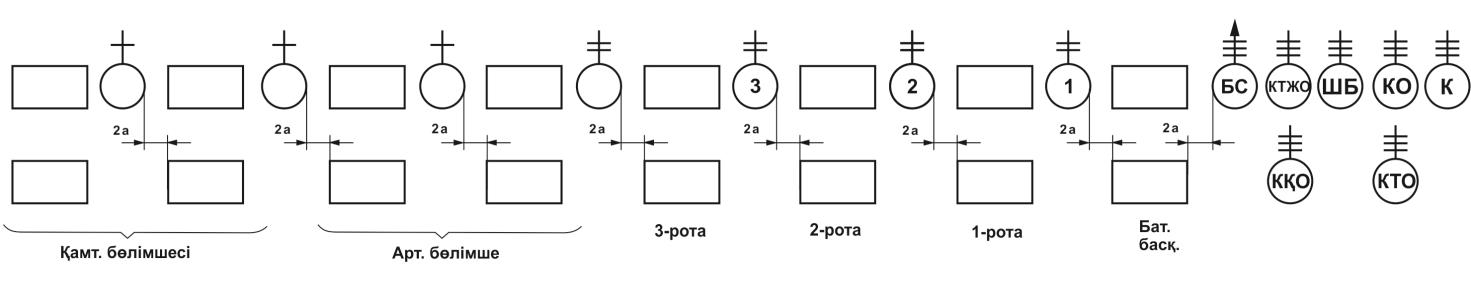 3 2 1 БС КТЖО ШБ КО К
2а 2а 2а 2а 2а 2а 2а 2а
КҚО КТО
Қамт. бөлімшесі
Арт. бөлімше
3-рота
2-рота
1-рота
Бат.
басқ.